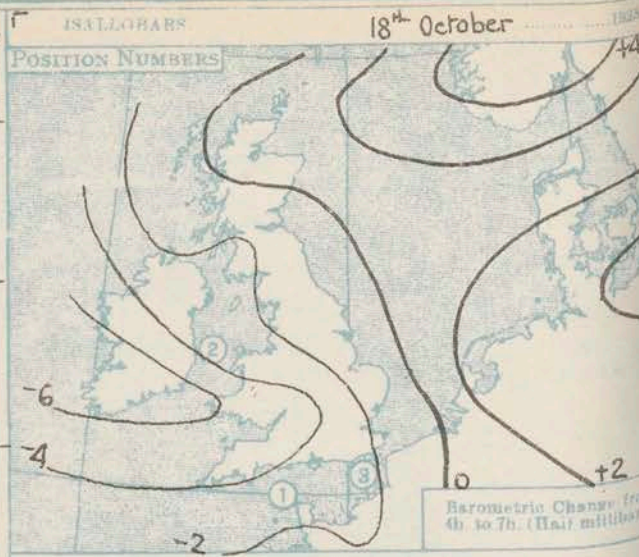 ISALLOBARS
18th October
POSITION NUMBERS
+4
2
-6
-4
3
1
0
+2
-2
Barometric Change
4h. to 7h. (Half